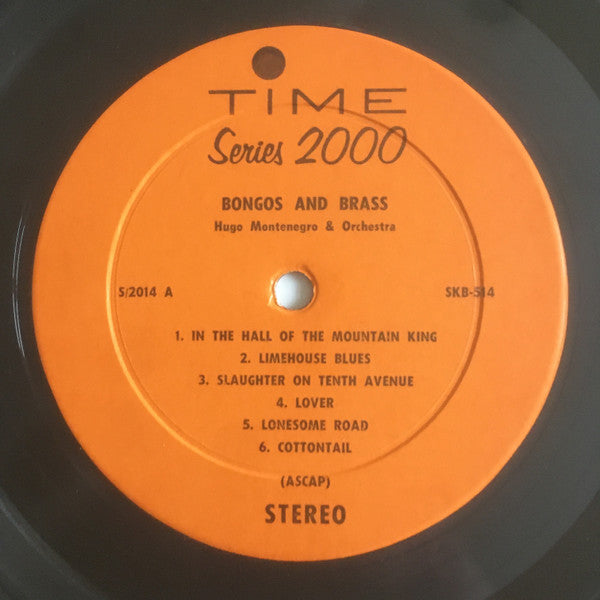 TIME
Series 2000
BONGOS AND BRASS
Hugo Montenegro & Orchestra
S/2014 A SKB-514
1. IN THE HALL OF THE MOUNTAIN KING
2. LIMEHOUSE BLUES
3. SLAUGHTER ON TENTH AVENUE
4. LOVER
5. LONESOME ROAD
6. COTTONTAIL
(ASCAP)
STEREO